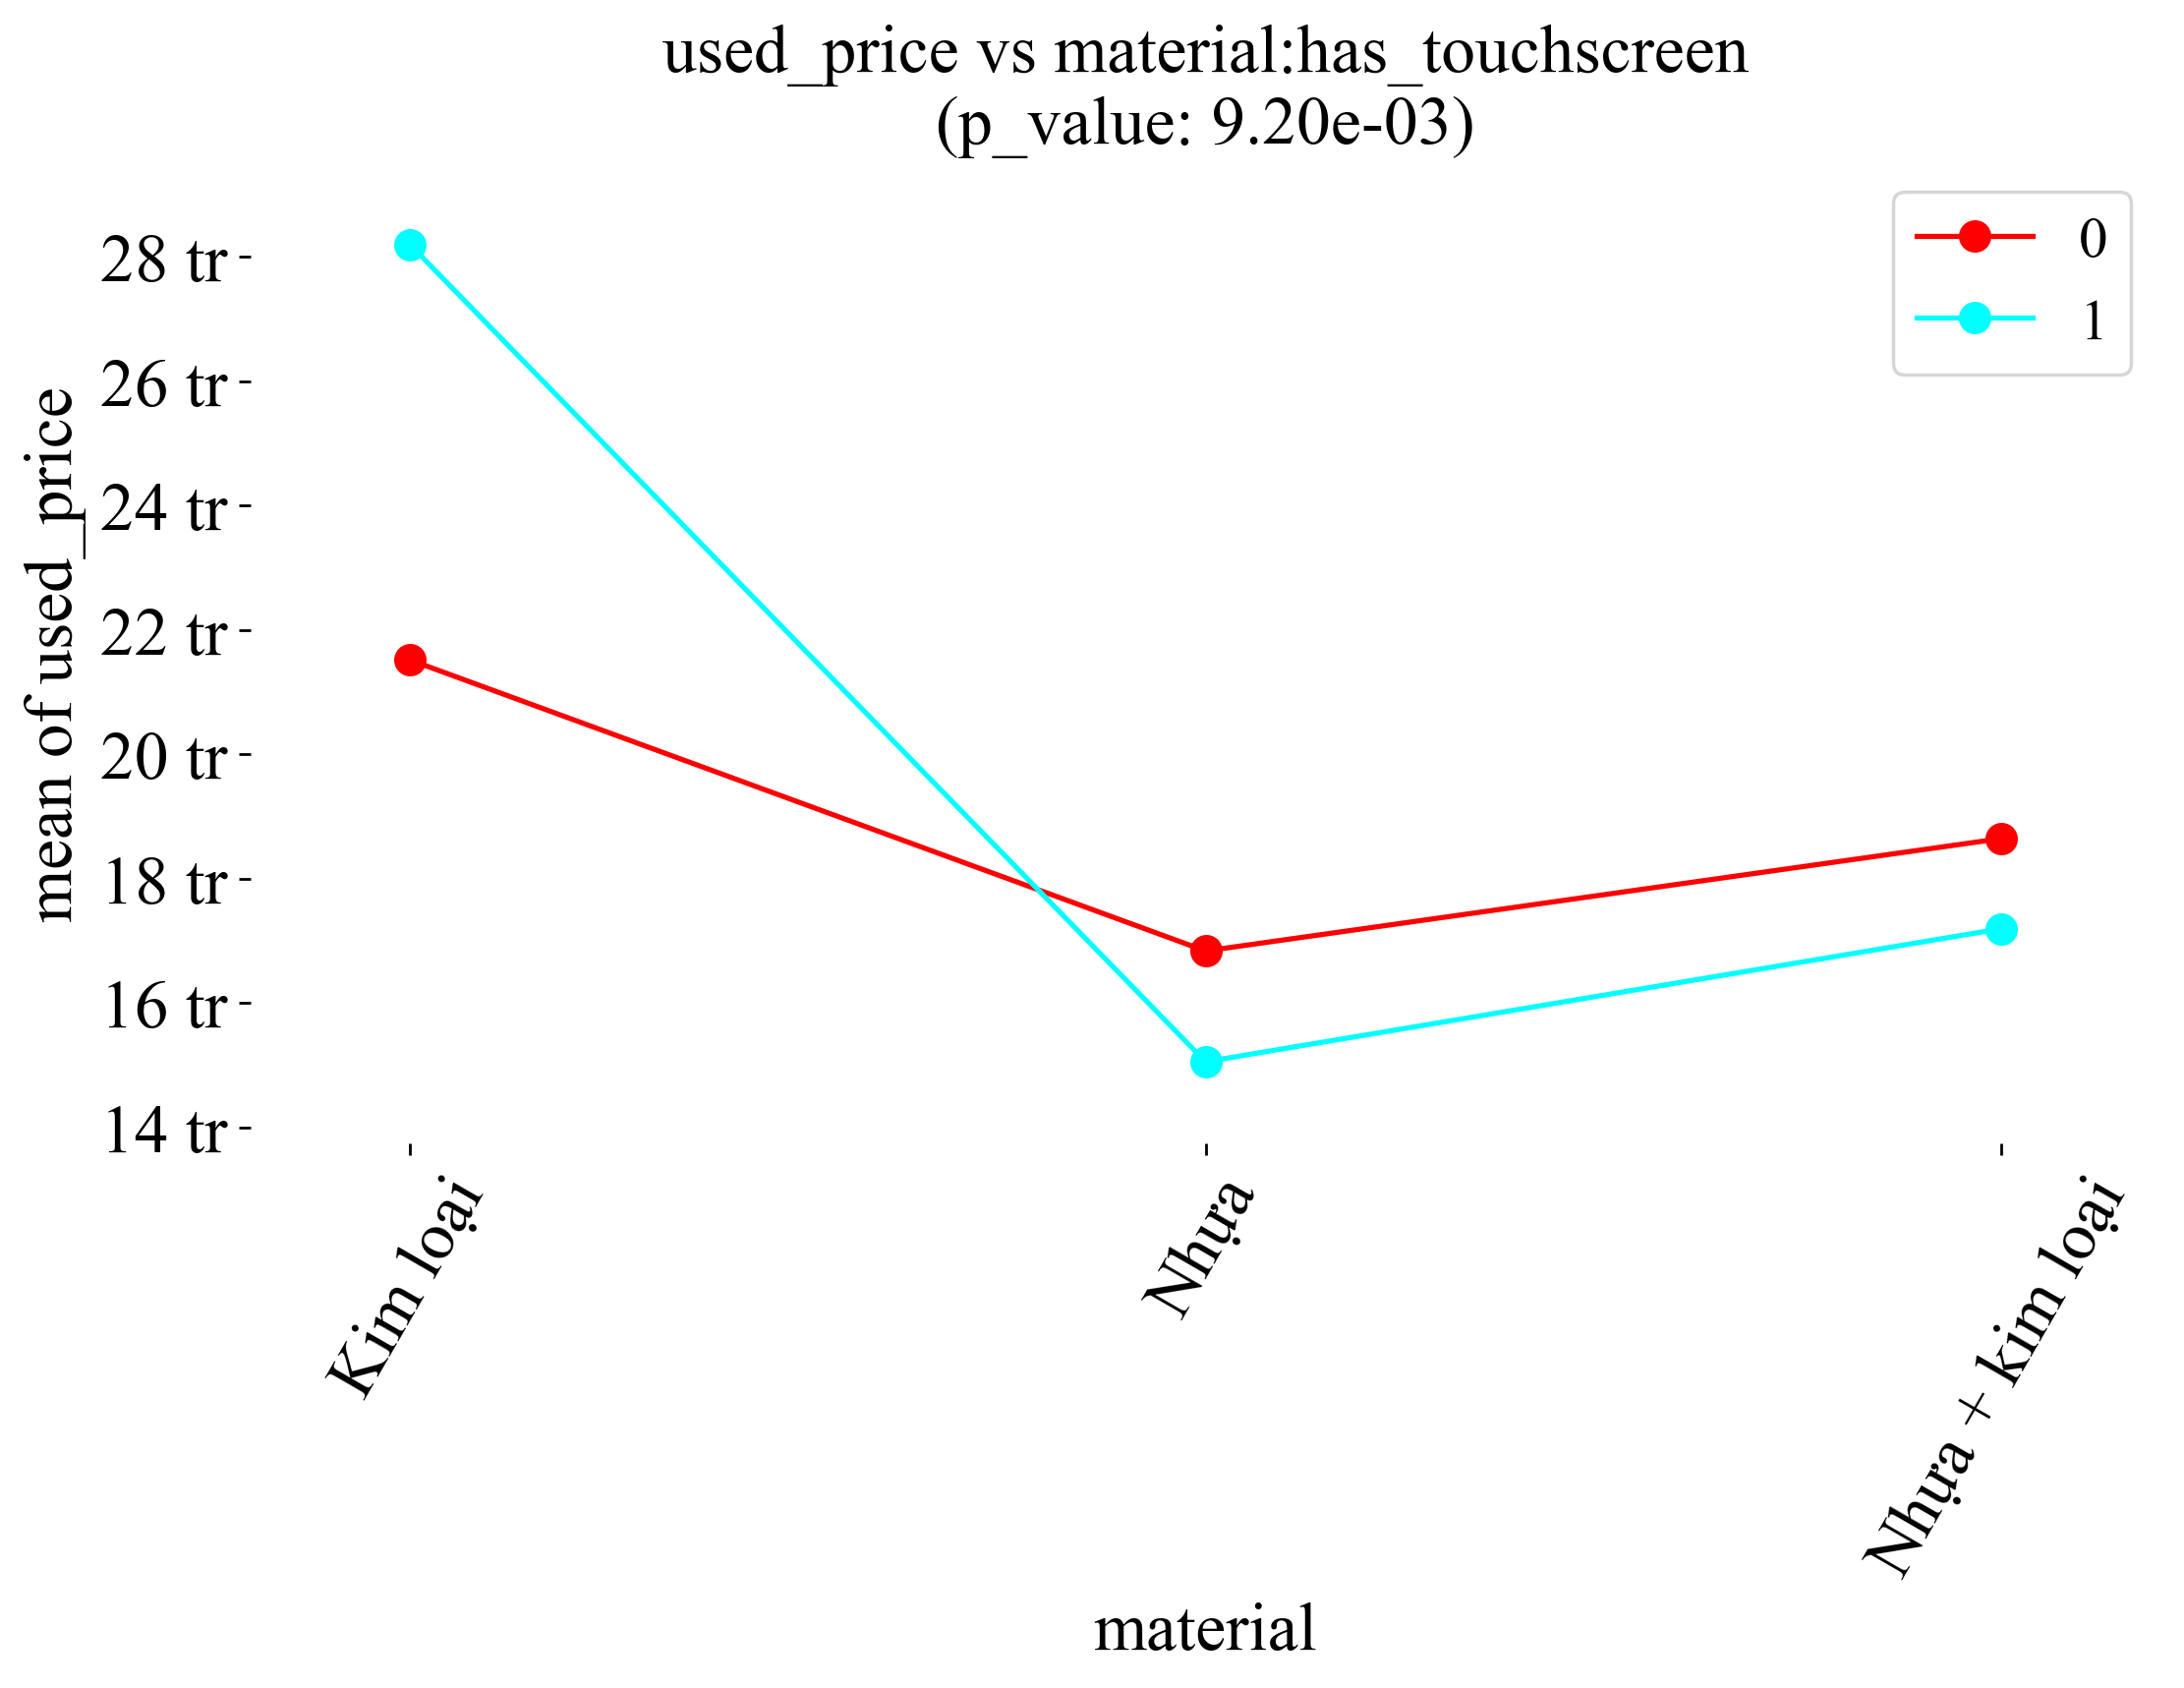 used_price vs material:has_touchscreen
(p_value: 9.20e-03)
0
1
mean of used_price
28 tr
26 tr
24 tr
22 tr
20 tr
18 tr
16 tr
14 tr
Kim loại
Nhựa
Nhựa + kim loại
material